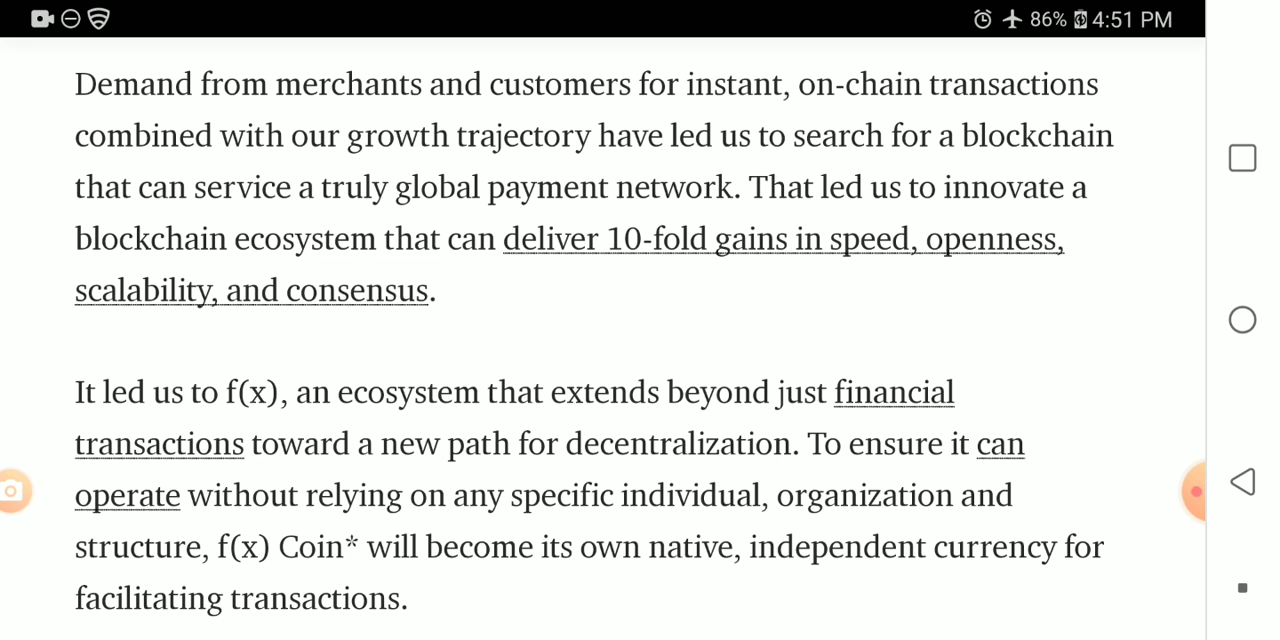 86% 4:51 PM
Demand from merchants and customers for instant, on-chain transactions
combined with our growth trajectory have led us to search for a blockchain
that can service a truly global payment network. That led us to innovate a
blockchain ecosystem that can deliver 10-fold gains in speed, openness,
scalability, and consensus.
It led us to f(x), an ecosystem that extends beyond just financial
transactions toward a new path for decentralization. To ensure it can
operate without relying on any specific individual, organization and
structure, f(x) Coin* will become its own native, independent currency for
facilitating transactions.